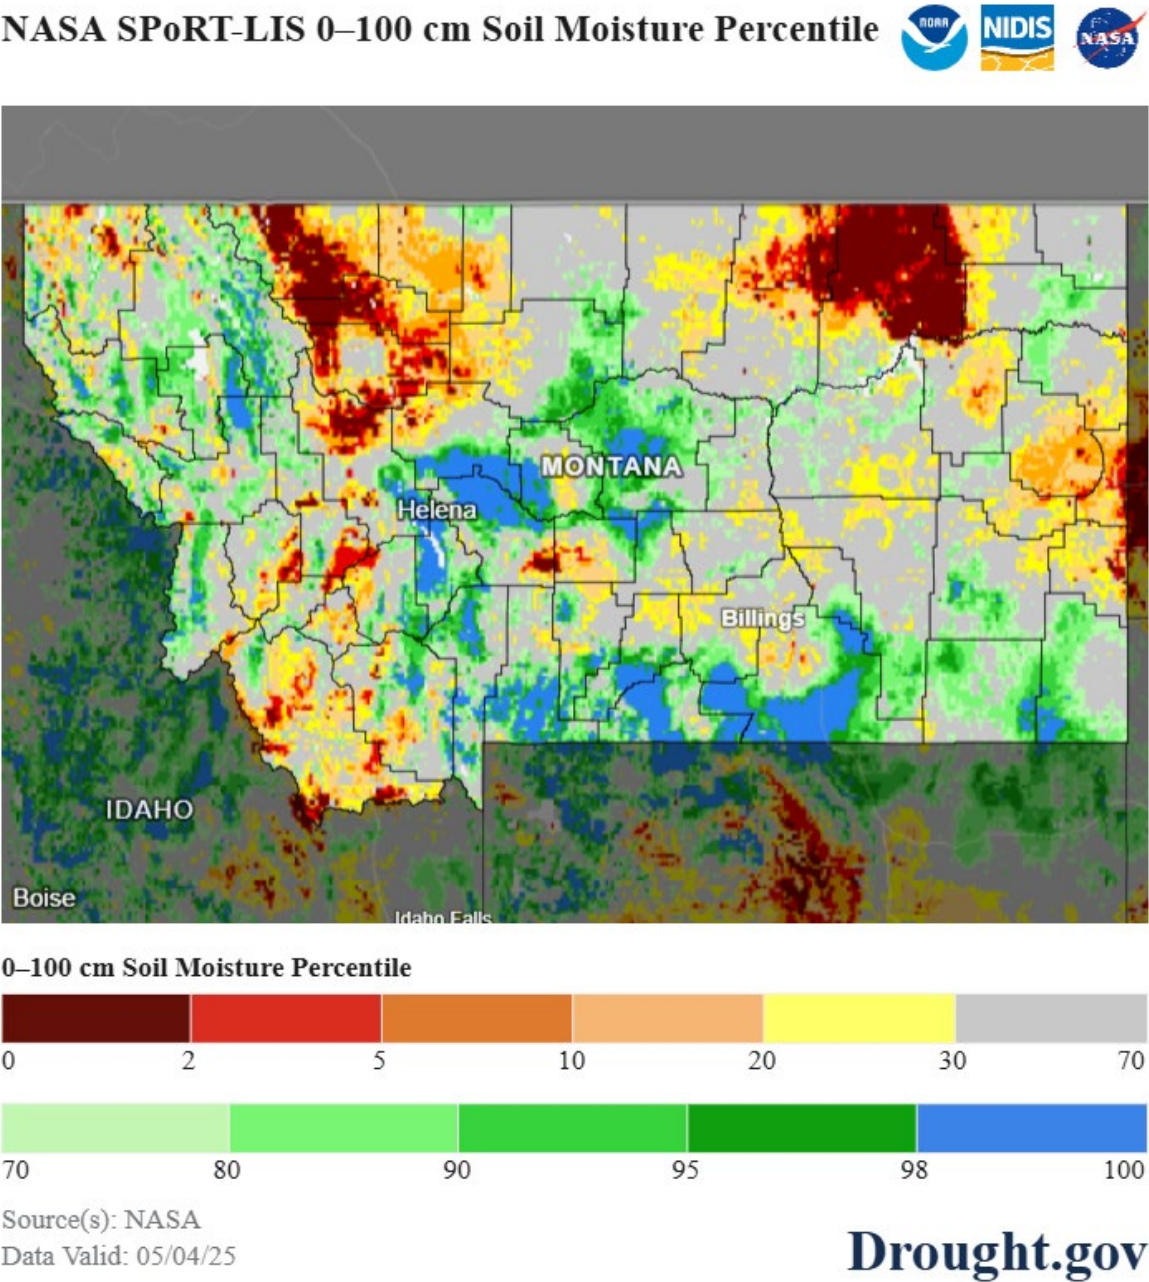 NASA SPoRT-LIS 0–100 cm Soil Moisture Percentile
NOAA
NIDIS
NASA
MONTANA
Helena
Billings
IDAHO
Boise
Idaho Falls
0–100 cm Soil Moisture Percentile
0 2 5 10 20 30 70
70 80 90 95 98 100
Source(s): NASA
Data Valid: 05/04/25
Drought.gov